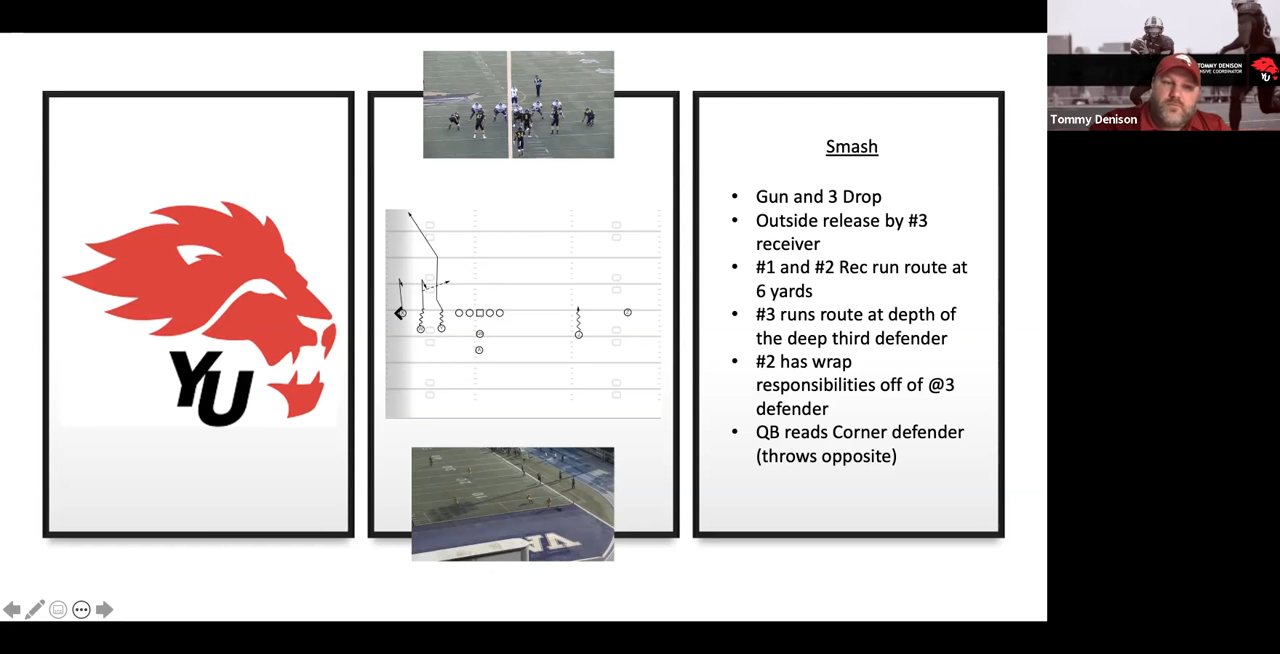 YU
Smash
• Gun and 3 Drop
• Outside release by #3
receiver
• #1 and #2 Rec run route at
6 yards
• #3 runs route at depth of
the deep third defender
• #2 has wrap
responsibilities off of @3
defender
• QB reads Corner defender
(throws opposite)
TOMMY DENISON
YU
Tommy Denison